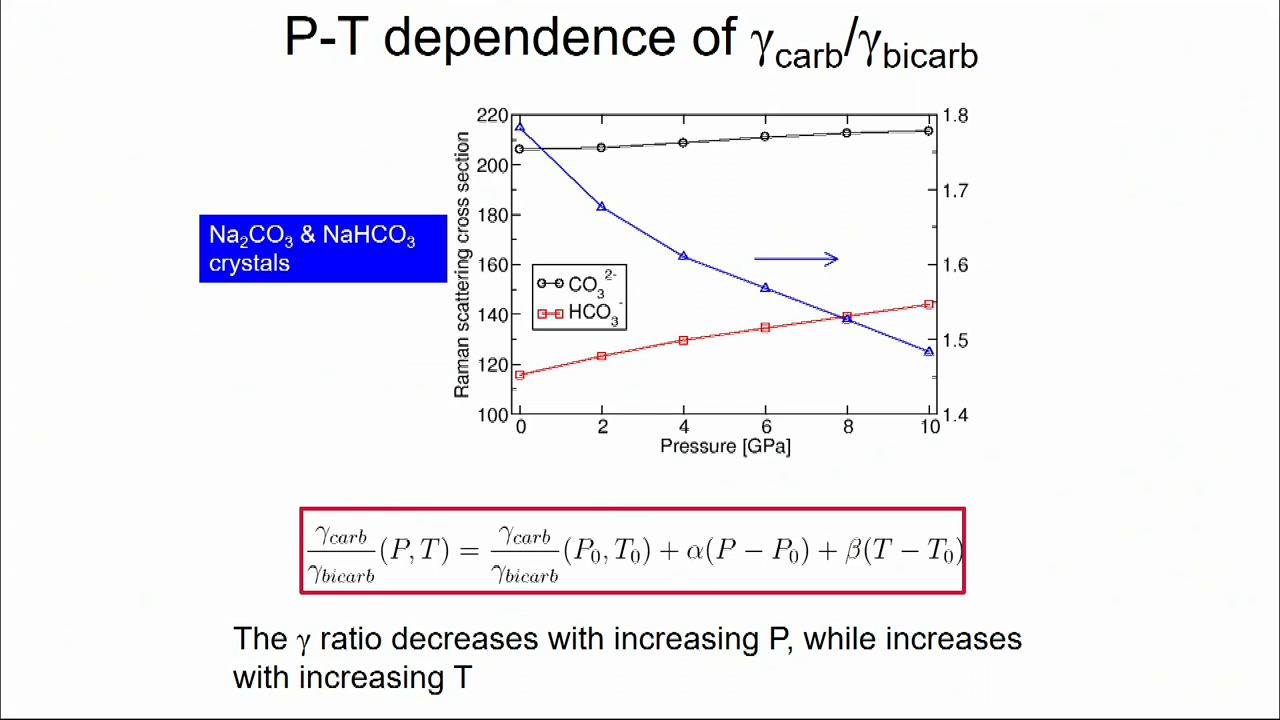 P-T dependence of γcarb/γbicarb
220
200
180
160
140
120
100
Raman scattering cross section
1.8
1.7
1.6
1.5
1.4
0 2 4 6 8 10
Pressure [GPa]
CO₃²⁻
HCO₃⁻
Na₂CO₃ & NaHCO₃
crystals
γcarb/γbicarb (P, T) = γcarb/γbicarb (P₀, T₀) + α(P − P₀) + β(T − T₀)
The γ ratio decreases with increasing P, while increases
with increasing T